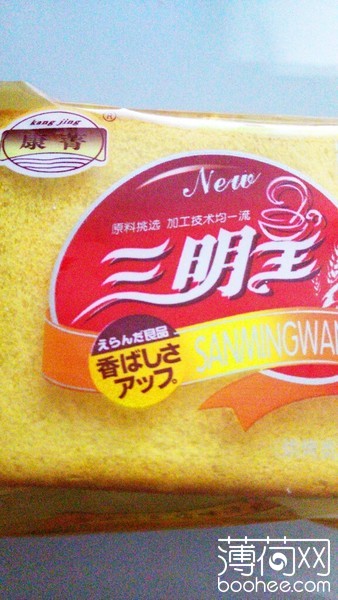 kang jing
康菁
®
New
原料挑选 加工技术均一流
三明王
えらんだ良品
香ばしさ
アップ。
SANMINGWAN
薄荷网
boohee.com